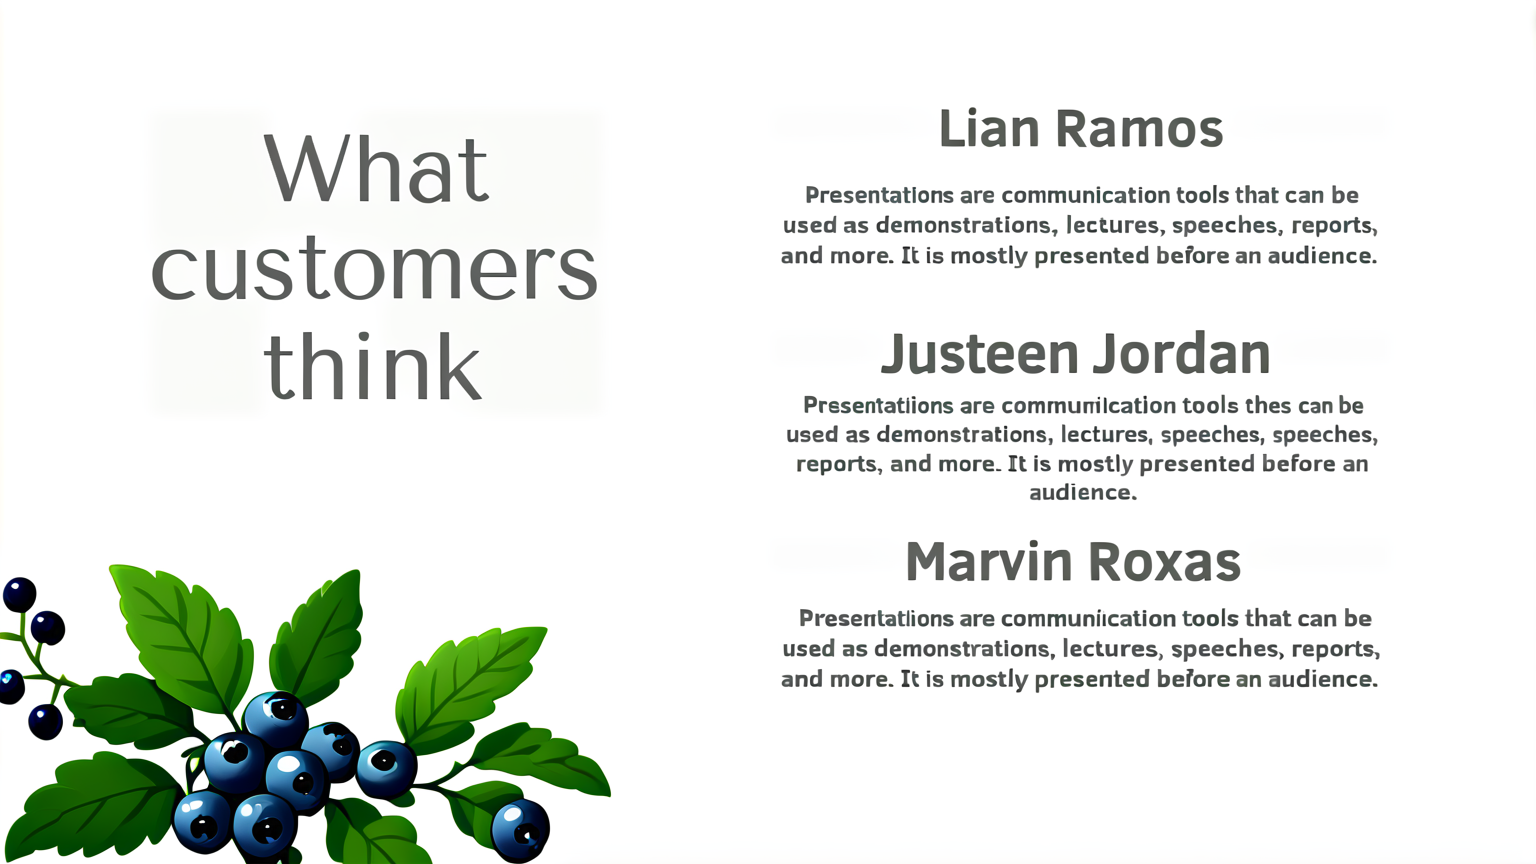 What
customers
think
Lian Ramos
Presentations are communication tools that can be
used as demonstrations, lectures, speeches, reports,
and more. It is mostly presented before an audience.
Justeen Jordan
Presentatiions are communication tools thes can be
used as demonstrations, lectures, speeches, speeches,
reports, and more. It is mostly presented before an
audience.
Marvin Roxas
Presentatiions are communiication tools that can be
used as demonstrations, lectures, speeches, reports,
and more. It is mostly presented before an audience.